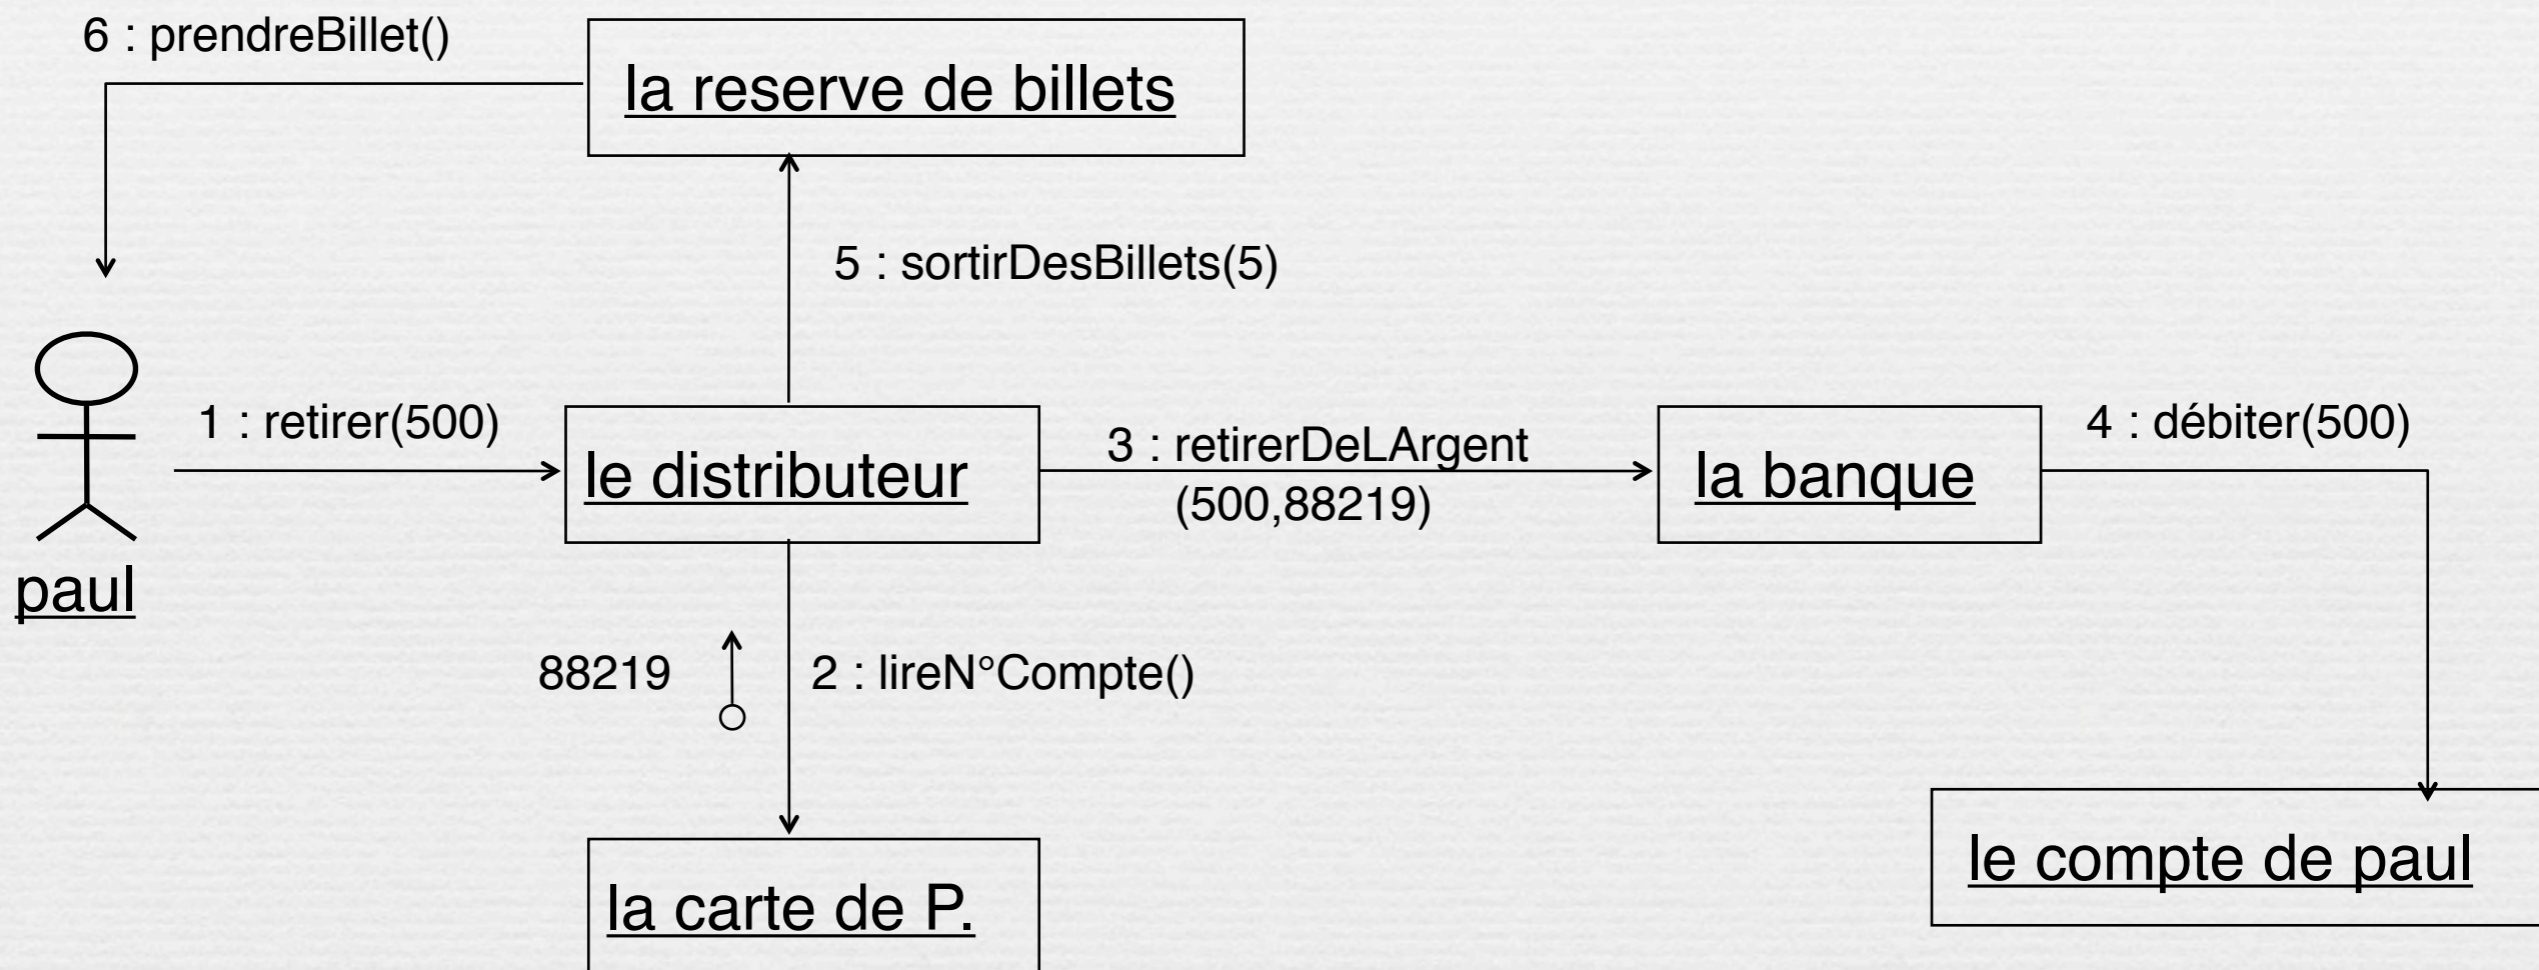 6 : prendreBillet()
la reserve de billets
5 : sortirDesBillets(5)
1 : retirer(500)
le distributeur
3 : retirerDeLArgent
(500,88219)
la banque
4 : débiter(500)
paul
88219
2 : lireN°Compte()
le compte de paul
la carte de P.